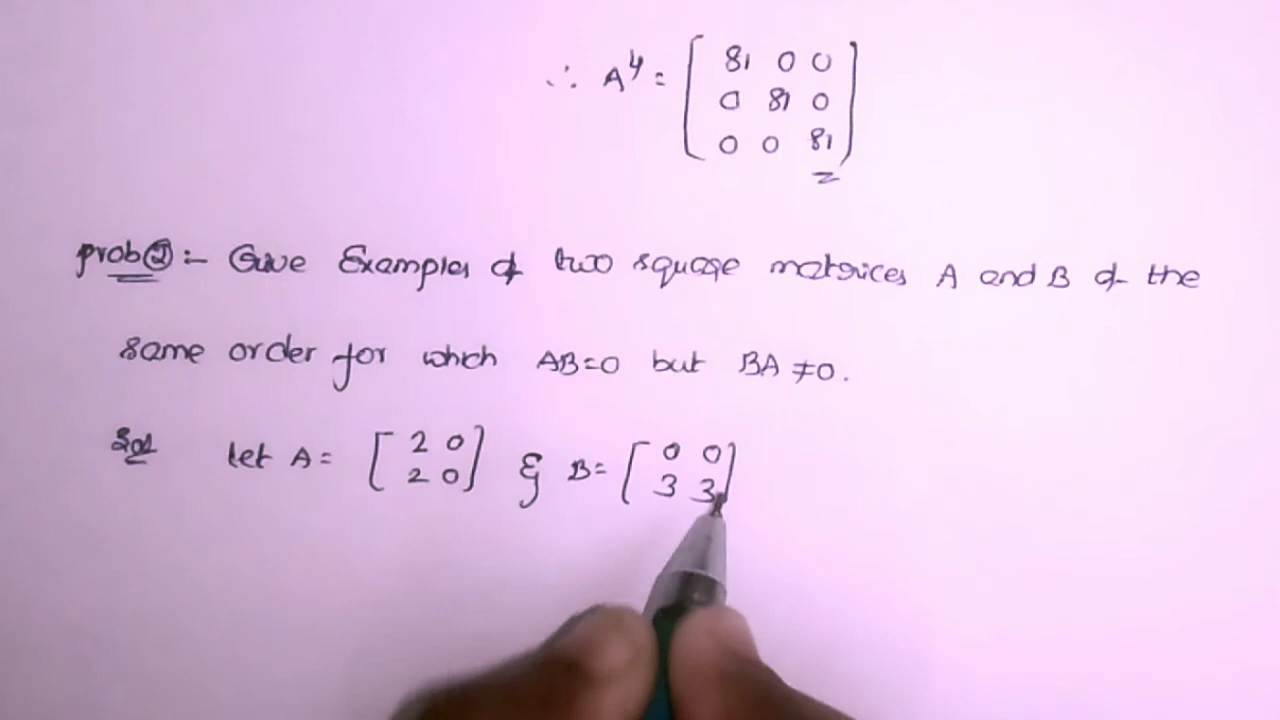 ∴ A⁴ = [ 81 0 0
0 81 0
0 0 81 ]
prob②:- Give Examples of two square matrices A and B of the
same order for which AB=0 but BA≠0.
Sol let A = [ 2 0 & B = [ 0 0
2 0 ] 3 3 ]